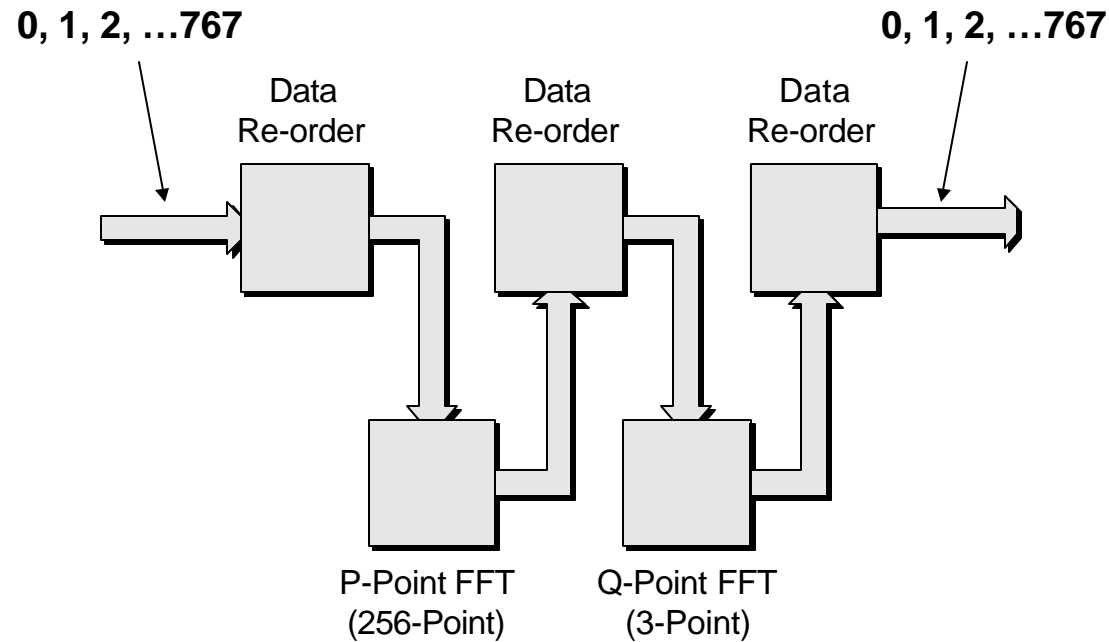 0, 1, 2, …767
0, 1, 2, …767
Data
Re-order
Data
Re-order
Data
Re-order
P-Point FFT
(256-Point)
Q-Point FFT
(3-Point)